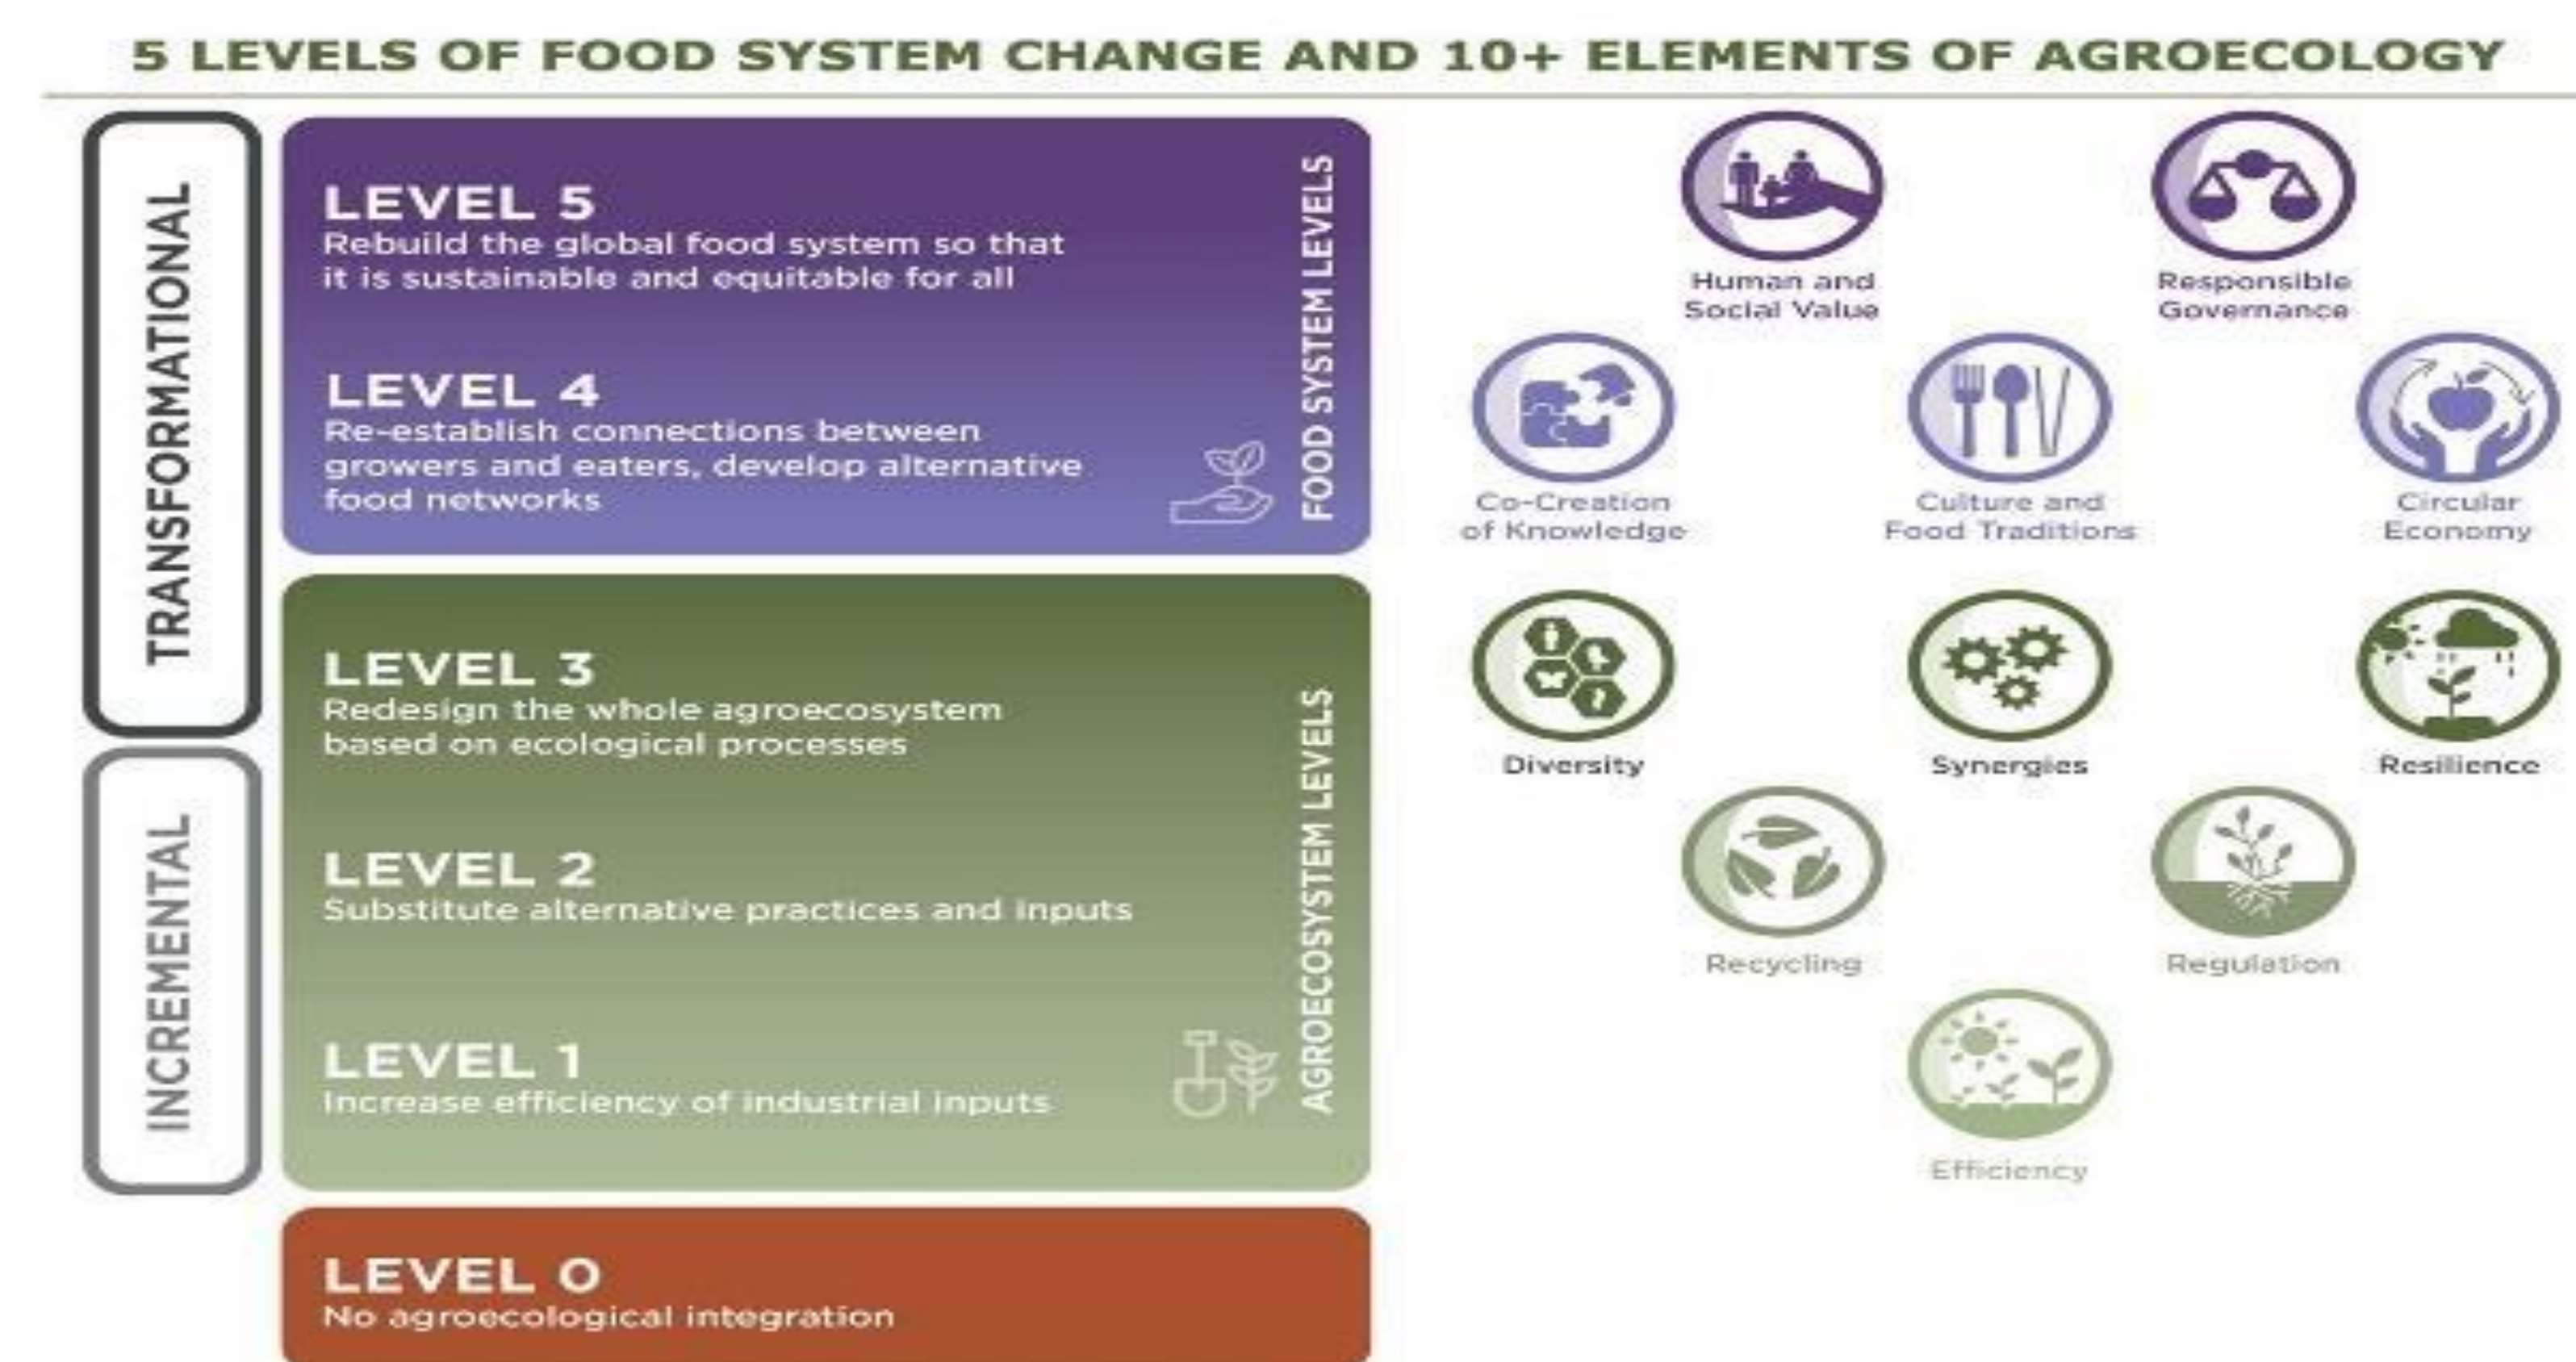 5 LEVELS OF FOOD SYSTEM CHANGE AND 10+ ELEMENTS OF AGROECOLOGY
TRANSFORMATIONAL
LEVEL 5
Rebuild the global food system so that
it is sustainable and equitable for all
LEVEL 4
Re-establish connections between
growers and eaters, develop alternative
food networks
FOOD SYSTEM LEVELS
Human and
Social Value
Responsible
Governance
Co-Creation
of Knowledge
Culture and
Food Traditions
Circular
Economy
INCREMENTAL
LEVEL 3
Redesign the whole agroecosystem
based on ecological processes
LEVEL 2
Substitute alternative practices and inputs
LEVEL 1
Increase efficiency of industrial inputs
AGROECOSYSTEM LEVELS
Diversity
Synergies
Resilience
Recycling
Regulation
Efficiency
LEVEL 0
No agroecological integration